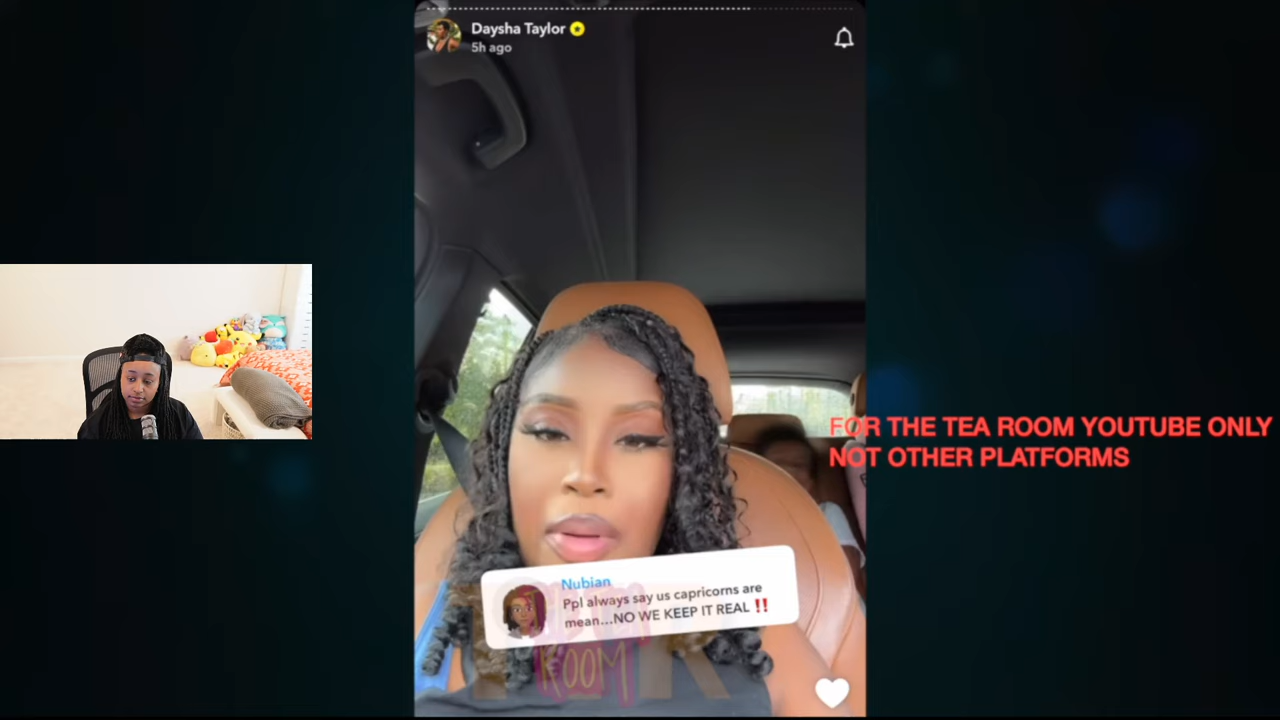 Daysha Taylor
5h ago
FOR THE TEA ROOM YOUTUBE ONLY
NOT OTHER PLATFORMS
Nubian
Ppl always say us capricorns are
mean...NO WE KEEP IT REAL ‼️
ROOM